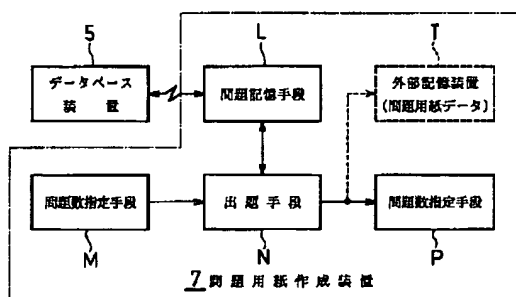 5
L
T
データベース
装 置
問題記憶手段
外部記憶装置
(問題用紙データ)
問題数指定手段
出 題 手 段
問題数指定手段
M
N
P
7 問 題 用 紙 作 成 装 置